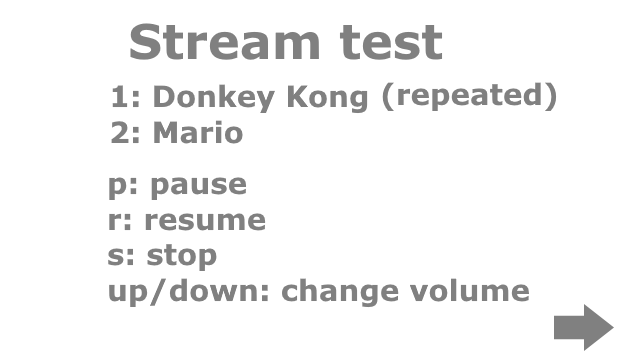 Stream test
1: Donkey Kong (repeated)
2: Mario
p: pause
r: resume
s: stop
up/down: change volume